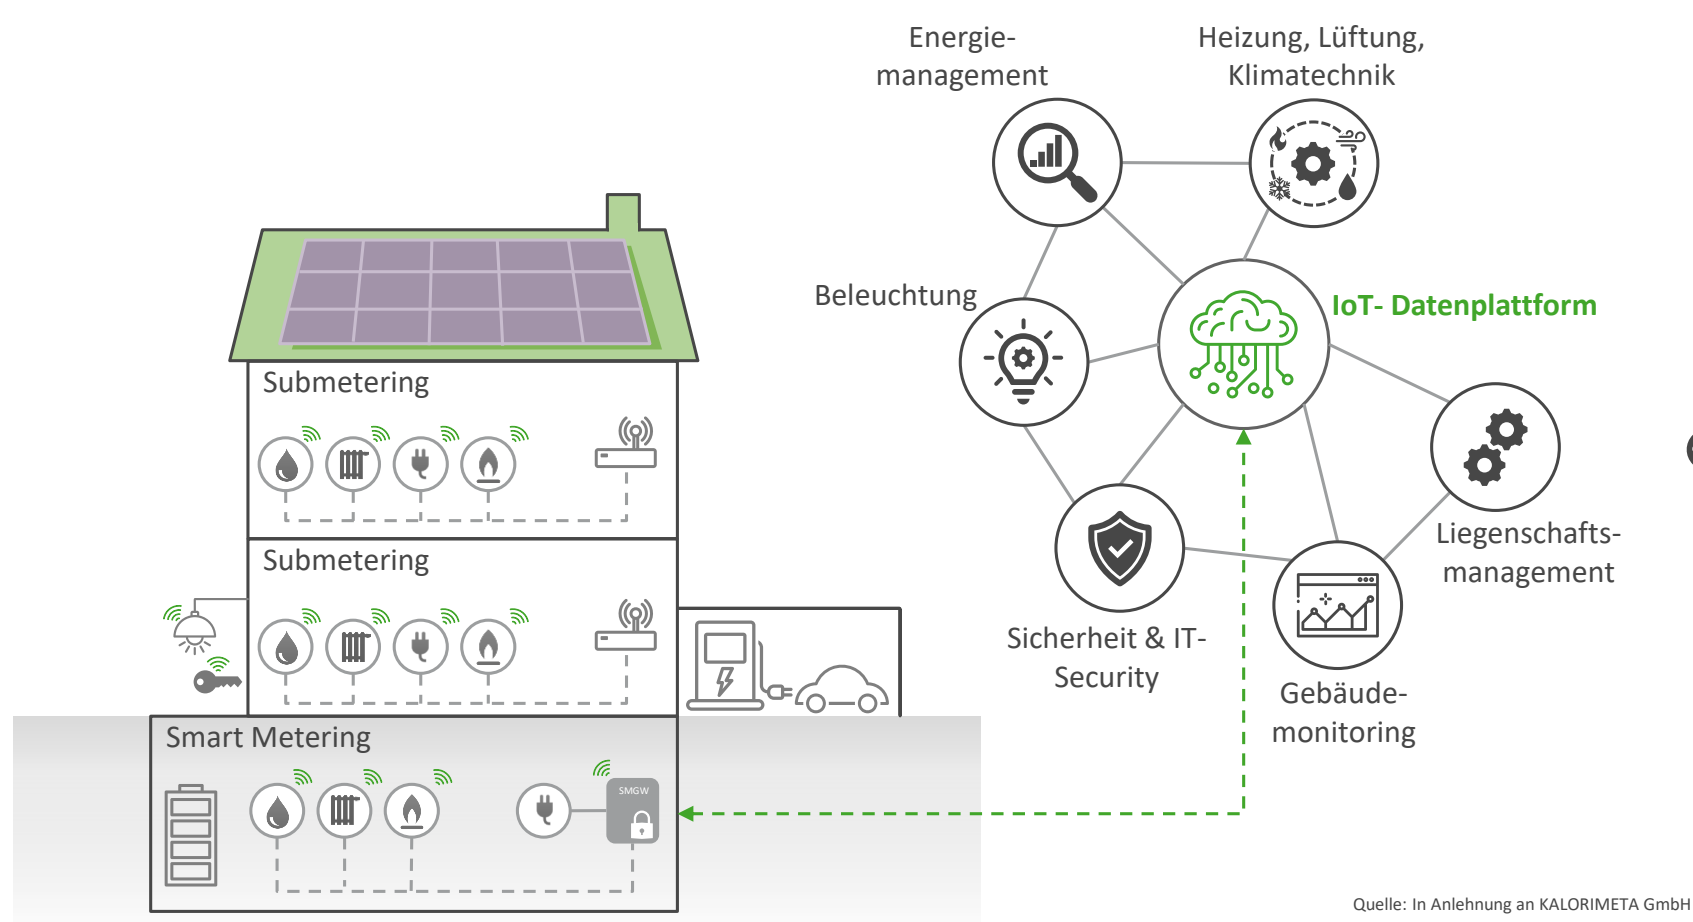 Energie-
management
Heizung, Lüftung,
Klimatechnik
Beleuchtung
IoT- Datenplattform
Submetering
Submetering
Liegenschafts-
management
Sicherheit & IT-
Security
Gebäude-
monitoring
Smart Metering
SMGW
Quelle: In Anlehnung an KALORIMETA GmbH